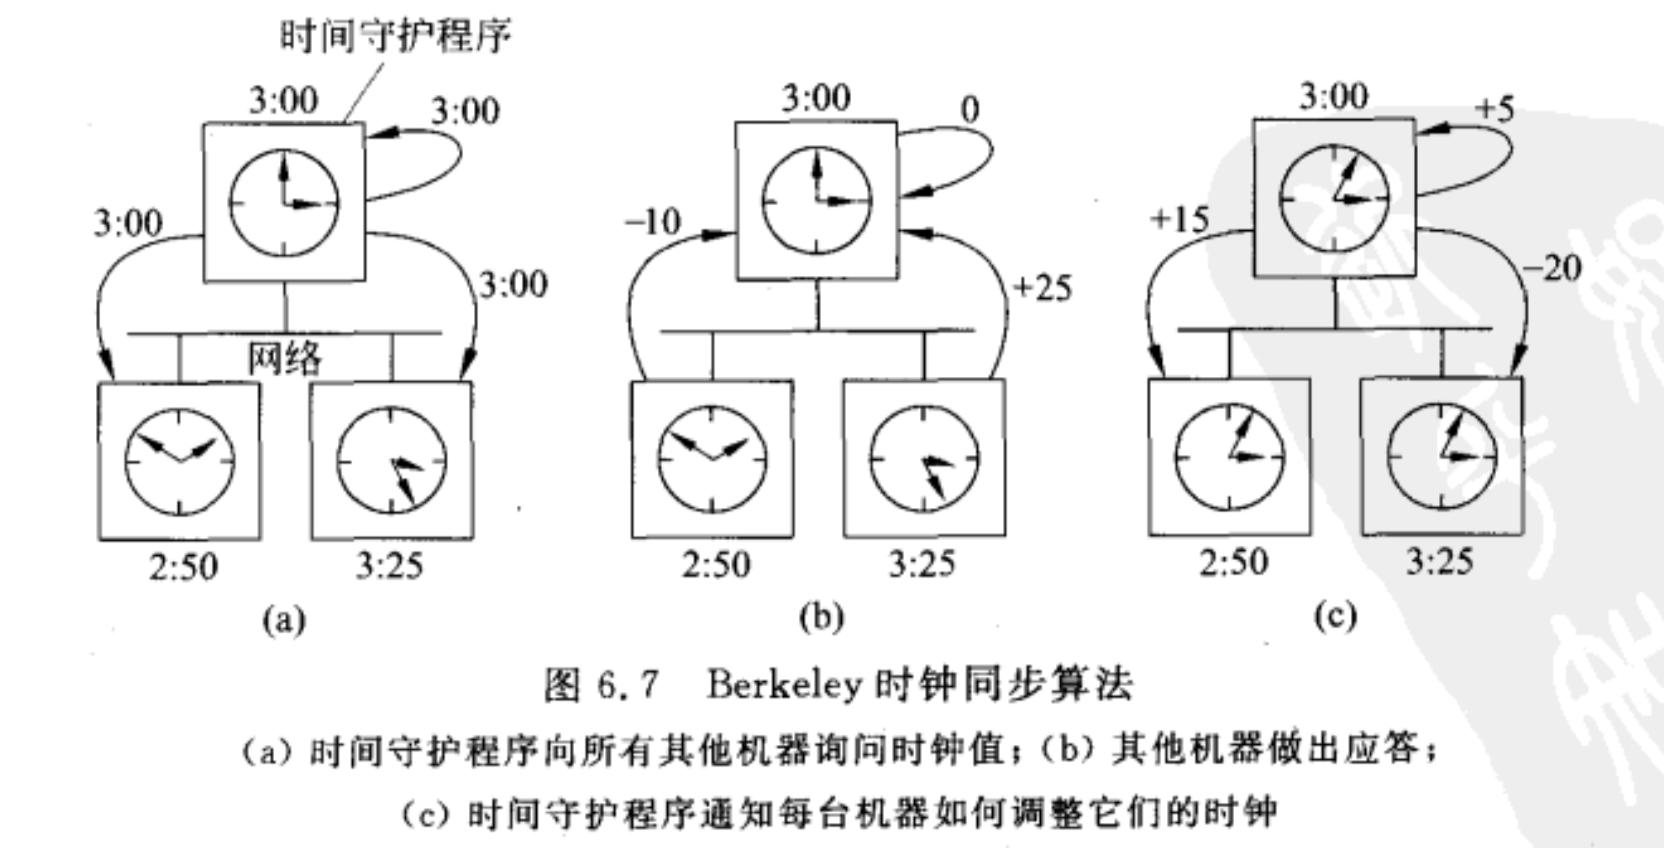 时间守护程序
3:00 3:00 3:00 0 3:00 +5
3:00 -10 +15
3:00 +25 -20
网络
2:50 3:25 2:50 3:25 2:50 3:25
(a) (b) (c)
图 6.7 Berkeley 时钟同步算法
(a) 时间守护程序向所有其他机器询问时钟值；(b) 其他机器做出应答；
(c) 时间守护程序通知每台机器如何调整它们的时钟